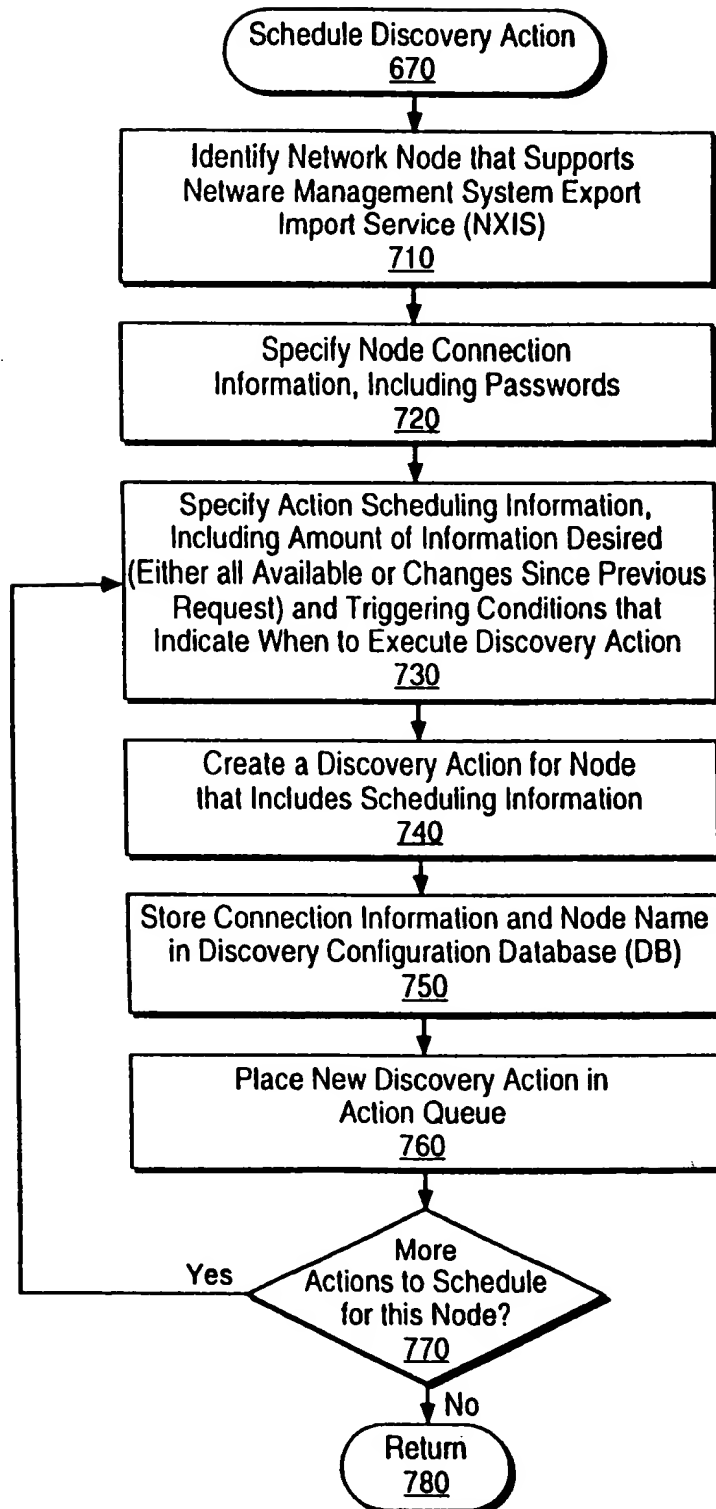 Schedule Discovery Action
670
Identify Network Node that Supports
Netware Management System Export
Import Service (NXIS)
710
Specify Node Connection
Information, Including Passwords
720
Specify Action Scheduling Information,
Including Amount of Information Desired
(Either all Available or Changes Since Previous
Request) and Triggering Conditions that
Indicate When to Execute Discovery Action
730
Create a Discovery Action for Node
that Includes Scheduling Information
740
Store Connection Information and Node Name
in Discovery Configuration Database (DB)
750
Place New Discovery Action in
Action Queue
760
More
Actions to Schedule
for this Node?
770
Yes
No
Return
780